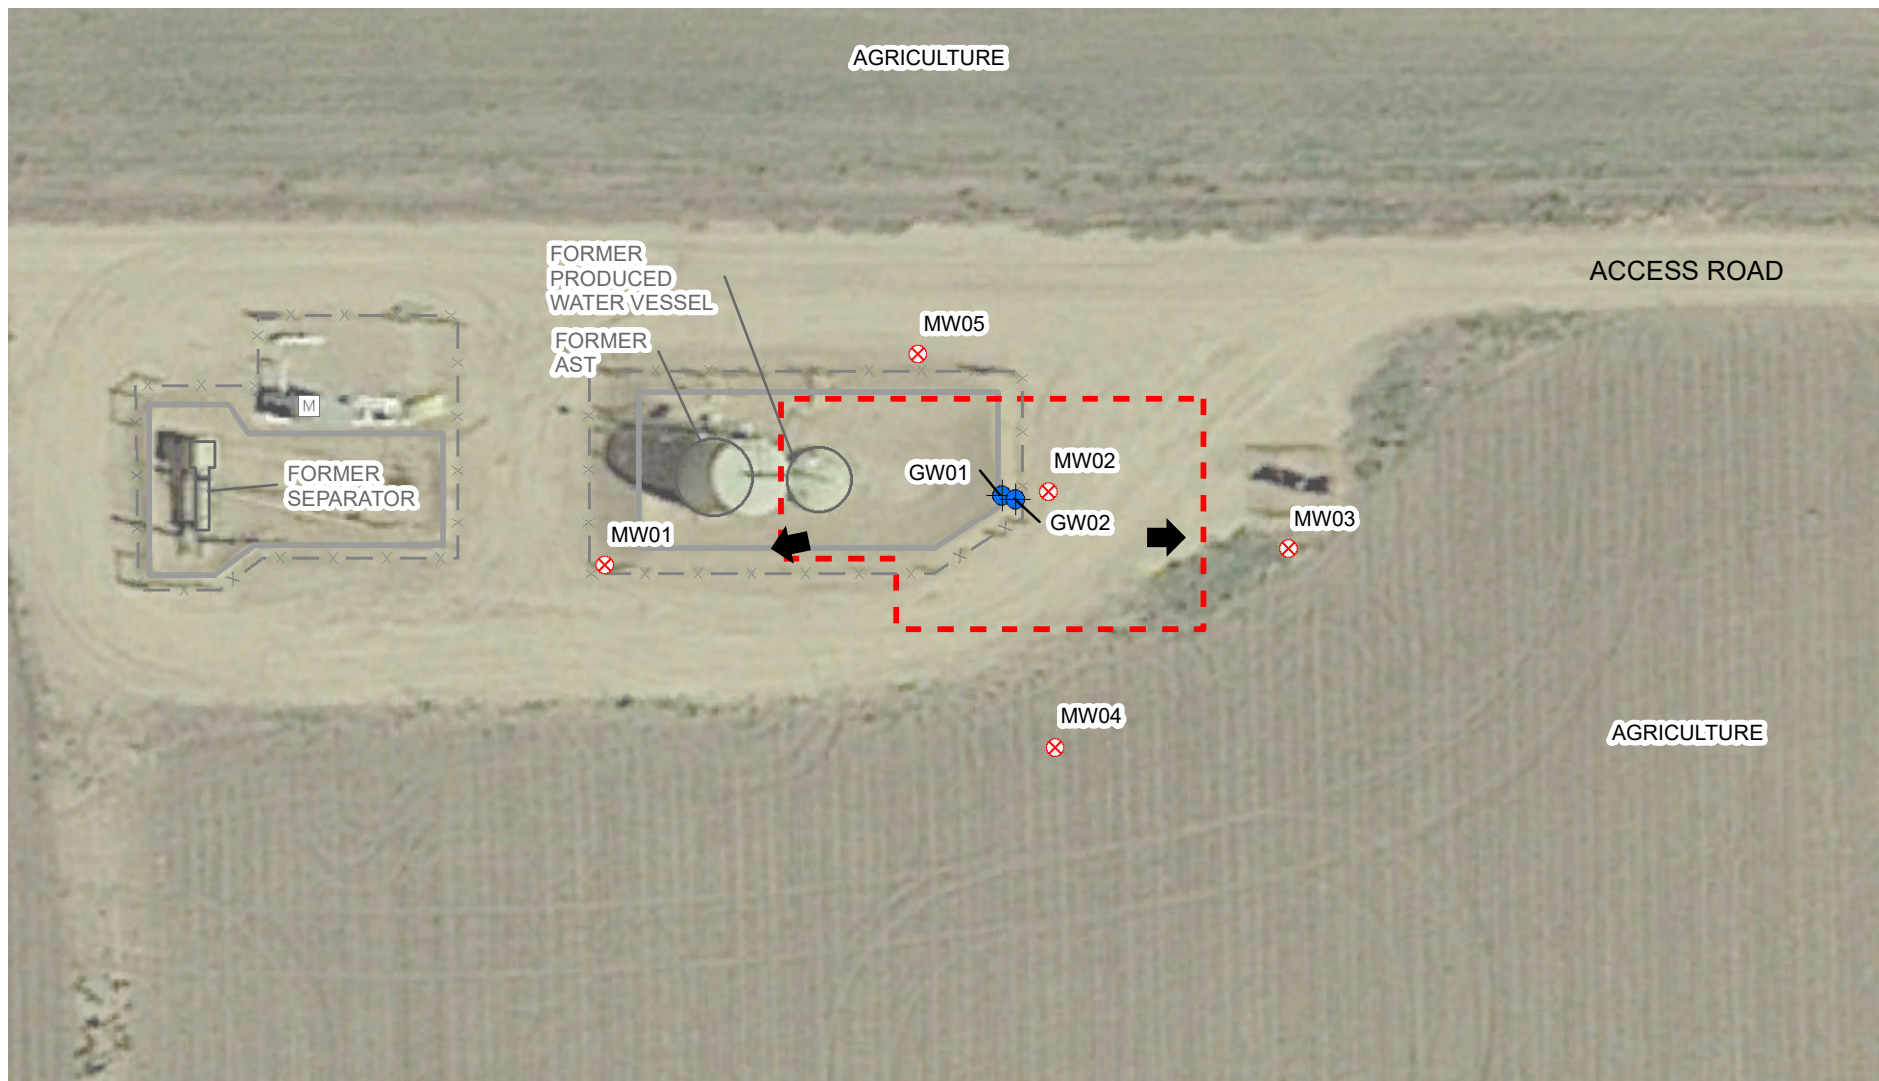 AGRICULTURE
ACCESS ROAD
FORMER
PRODUCED
WATER VESSEL
FORMER
AST
MW05
M
FORMER
SEPARATOR
GW01
MW02
GW02
MW01
MW03
MW04
AGRICULTURE